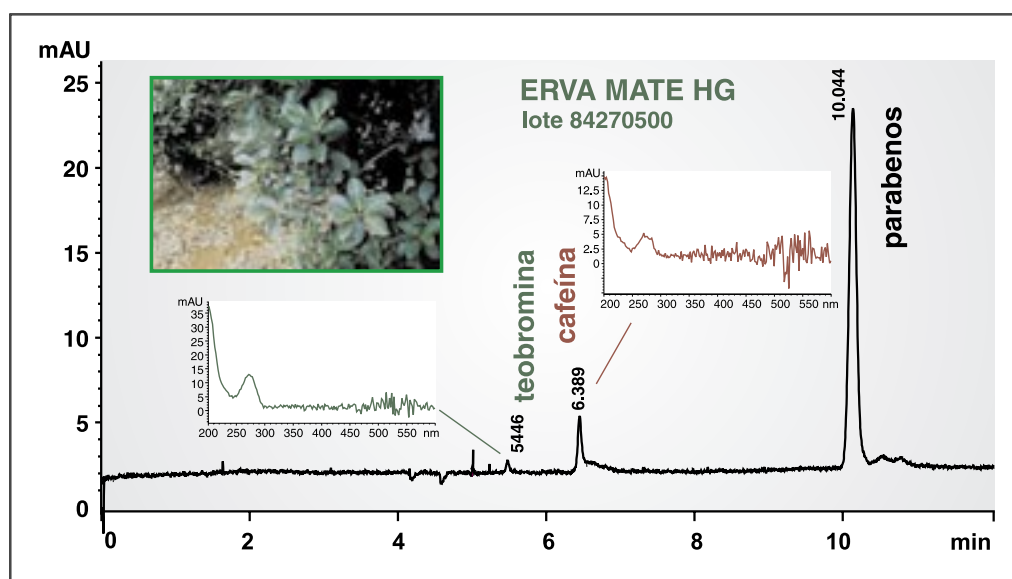 mAU
25
20
15
10
5
0
0 2 4 6 8 10 min
ERVA MATE HG
lote 84270500
teobromina
5446
cafeína
6.389
10.044
parabenos
mAU
12.5
10
7.5
5
2.5
0
200 250 300 350 400 450 500 550 nm
mAU
35
30
25
20
15
10
5
0
200 250 300 350 400 450 500 550 nm